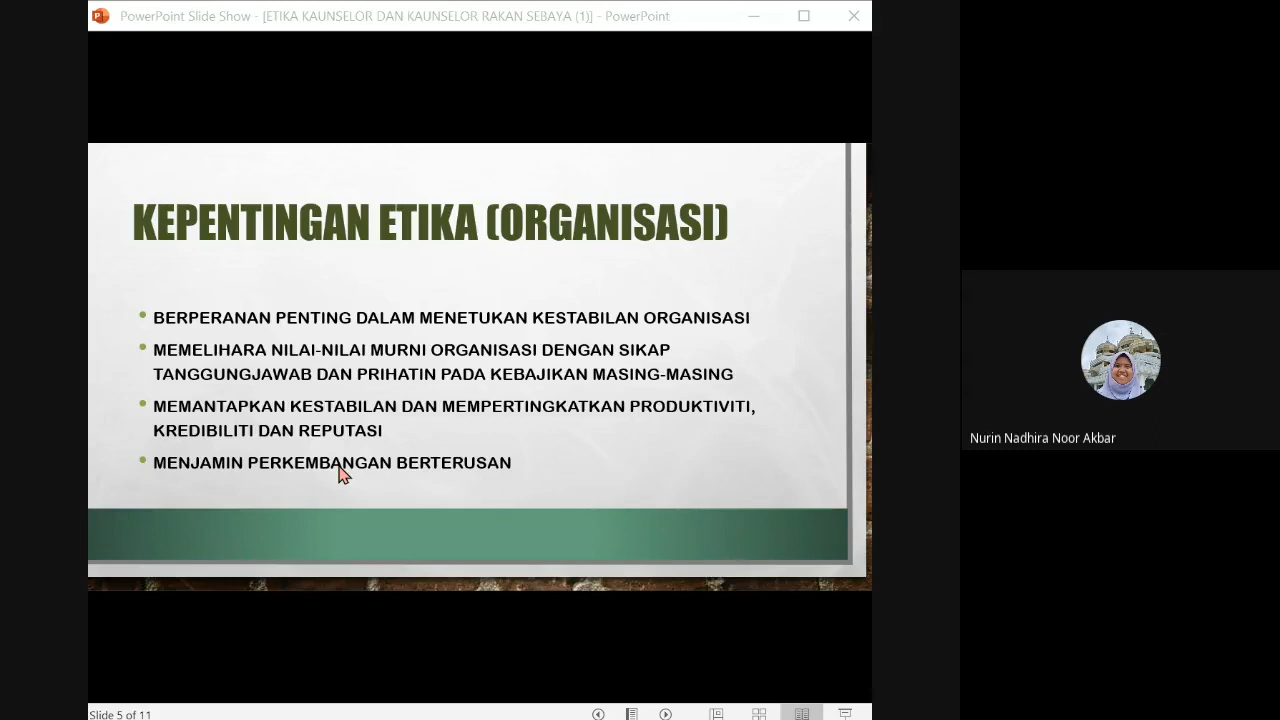 PowerPoint Slide Show - [ETIKA KAUNSELOR DAN KAUNSELOR RAKAN SEBAYA (1)] - PowerPoint
KEPENTINGAN ETIKA (ORGANISASI)
• BERPERANAN PENTING DALAM MENETUKAN KESTABILAN ORGANISASI
• MEMELIHARA NILAI-NILAI MURNI ORGANISASI DENGAN SIKAP
TANGGUNGJAWAB DAN PRIHATIN PADA KEBAJIKAN MASING-MASING
• MEMANTAPKAN KESTABILAN DAN MEMPERTINGKATKAN PRODUKTIVITI,
KREDIBILITI DAN REPUTASI
• MENJAMIN PERKEMBANGAN BERTERUSAN
Nurin Nadhira Noor Akbar
Slide 5 of 11